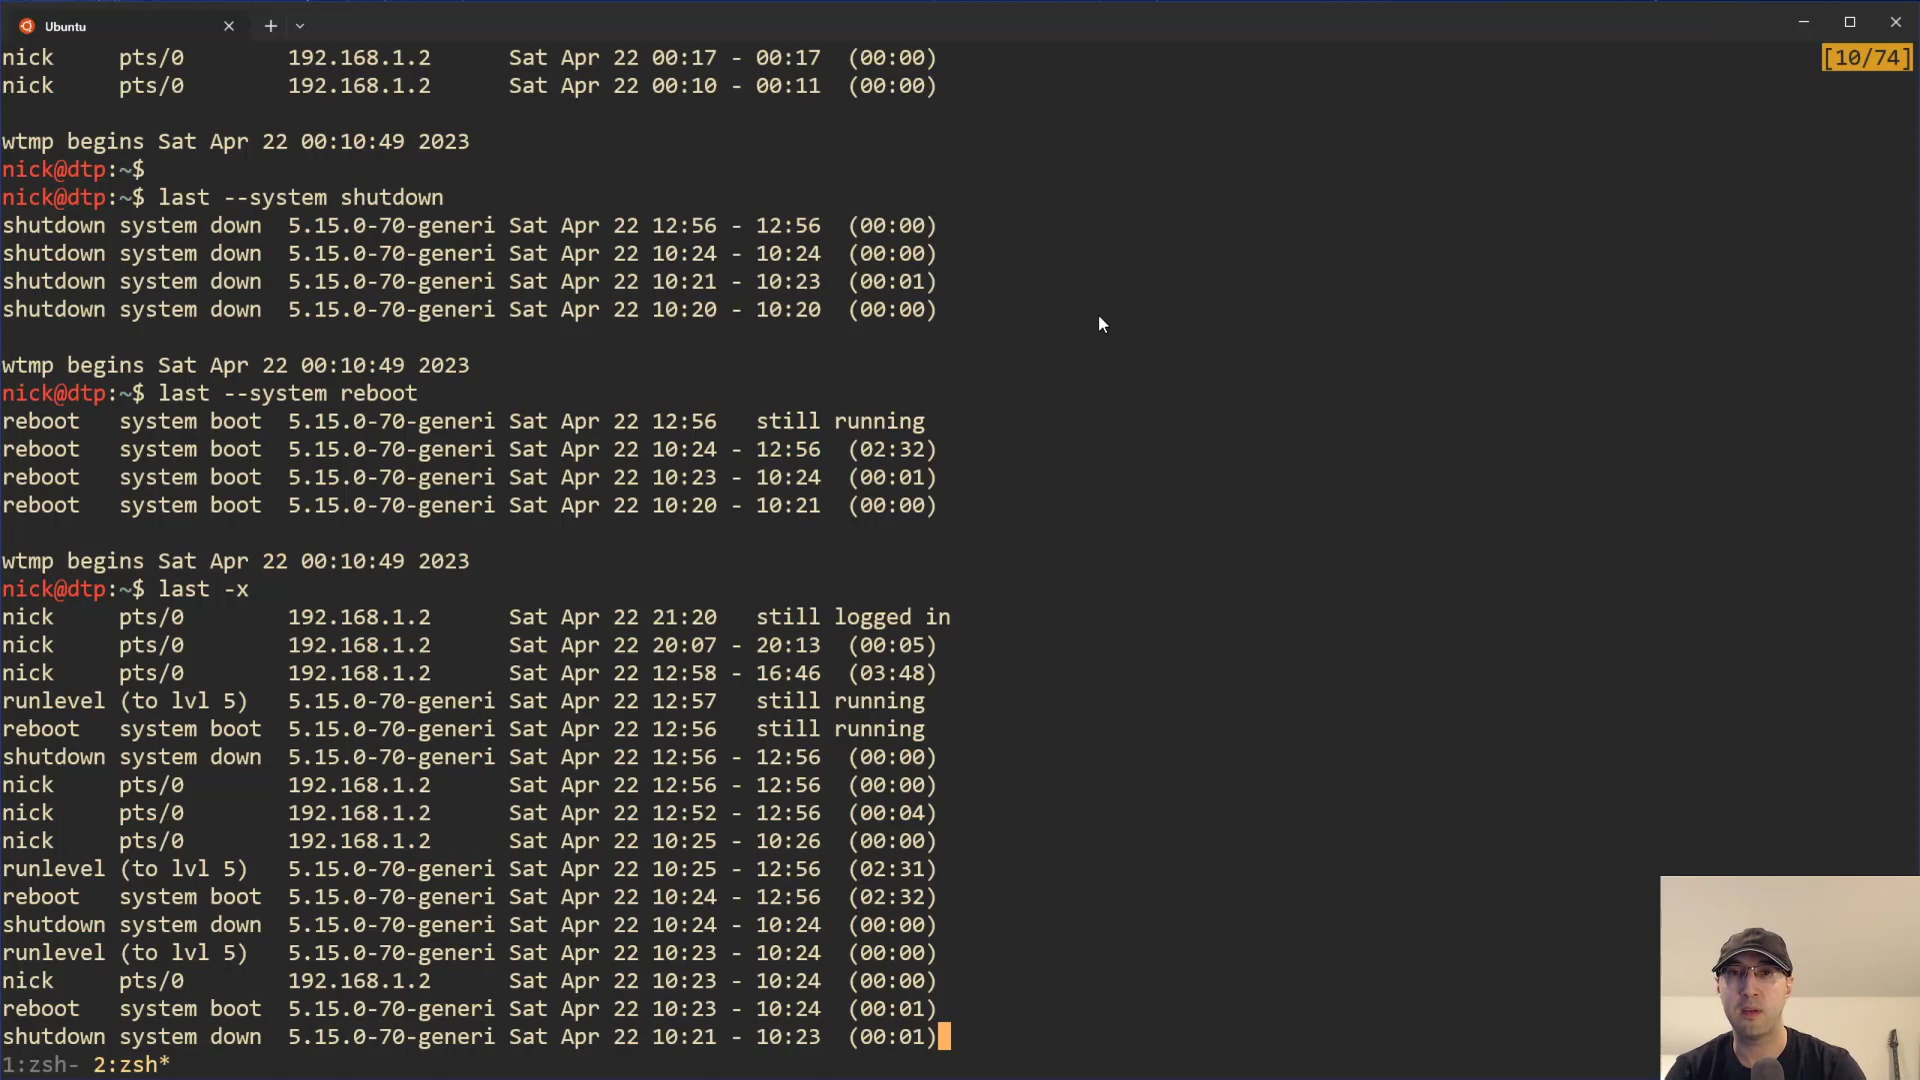 Ubuntu
nick     pts/0        192.168.1.2      Sat Apr 22 00:17 - 00:17  (00:00)
[10/74]
nick     pts/0        192.168.1.2      Sat Apr 22 00:10 - 00:11  (00:00)
wtmp begins Sat Apr 22 00:10:49 2023
nick@dtp:~$
nick@dtp:~$ last --system shutdown
shutdown system down  5.15.0-70-generi Sat Apr 22 12:56 - 12:56  (00:00)
shutdown system down  5.15.0-70-generi Sat Apr 22 10:24 - 10:24  (00:00)
shutdown system down  5.15.0-70-generi Sat Apr 22 10:21 - 10:23  (00:01)
shutdown system down  5.15.0-70-generi Sat Apr 22 10:20 - 10:20  (00:00)
wtmp begins Sat Apr 22 00:10:49 2023
nick@dtp:~$ last --system reboot
reboot   system boot  5.15.0-70-generi Sat Apr 22 12:56   still running
reboot   system boot  5.15.0-70-generi Sat Apr 22 10:24 - 12:56  (02:32)
reboot   system boot  5.15.0-70-generi Sat Apr 22 10:23 - 10:24  (00:01)
reboot   system boot  5.15.0-70-generi Sat Apr 22 10:20 - 10:21  (00:00)
wtmp begins Sat Apr 22 00:10:49 2023
nick@dtp:~$ last -x
nick     pts/0        192.168.1.2      Sat Apr 22 21:20   still logged in
nick     pts/0        192.168.1.2      Sat Apr 22 20:07 - 20:13  (00:05)
nick     pts/0        192.168.1.2      Sat Apr 22 12:58 - 16:46  (03:48)
runlevel (to lvl 5)   5.15.0-70-generi Sat Apr 22 12:57   still running
reboot   system boot  5.15.0-70-generi Sat Apr 22 12:56   still running
shutdown system down  5.15.0-70-generi Sat Apr 22 12:56 - 12:56  (00:00)
nick     pts/0        192.168.1.2      Sat Apr 22 12:56 - 12:56  (00:00)
nick     pts/0        192.168.1.2      Sat Apr 22 12:52 - 12:56  (00:04)
nick     pts/0        192.168.1.2      Sat Apr 22 10:25 - 10:26  (00:00)
runlevel (to lvl 5)   5.15.0-70-generi Sat Apr 22 10:25 - 12:56  (02:31)
reboot   system boot  5.15.0-70-generi Sat Apr 22 10:24 - 12:56  (02:32)
shutdown system down  5.15.0-70-generi Sat Apr 22 10:24 - 10:24  (00:00)
runlevel (to lvl 5)   5.15.0-70-generi Sat Apr 22 10:23 - 10:24  (00:00)
nick     pts/0        192.168.1.2      Sat Apr 22 10:23 - 10:24  (00:00)
reboot   system boot  5.15.0-70-generi Sat Apr 22 10:23 - 10:24  (00:01)
shutdown system down  5.15.0-70-generi Sat Apr 22 10:21 - 10:23  (00:01)
1:zsh- 2:zsh*